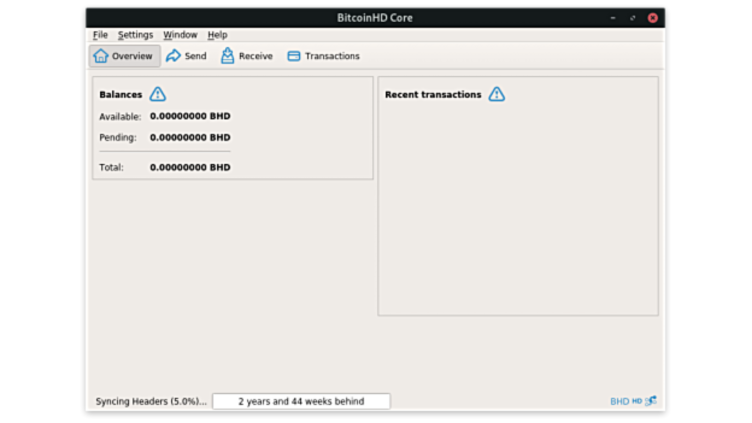 BitcoinHD Core
File Settings Window Help
Overview Send Receive Transactions
Balances
Available: 0.00000000 BHD
Pending: 0.00000000 BHD
Total: 0.00000000 BHD
Recent transactions
Syncing Headers (5.0%)... 2 years and 44 weeks behind
BHD HD